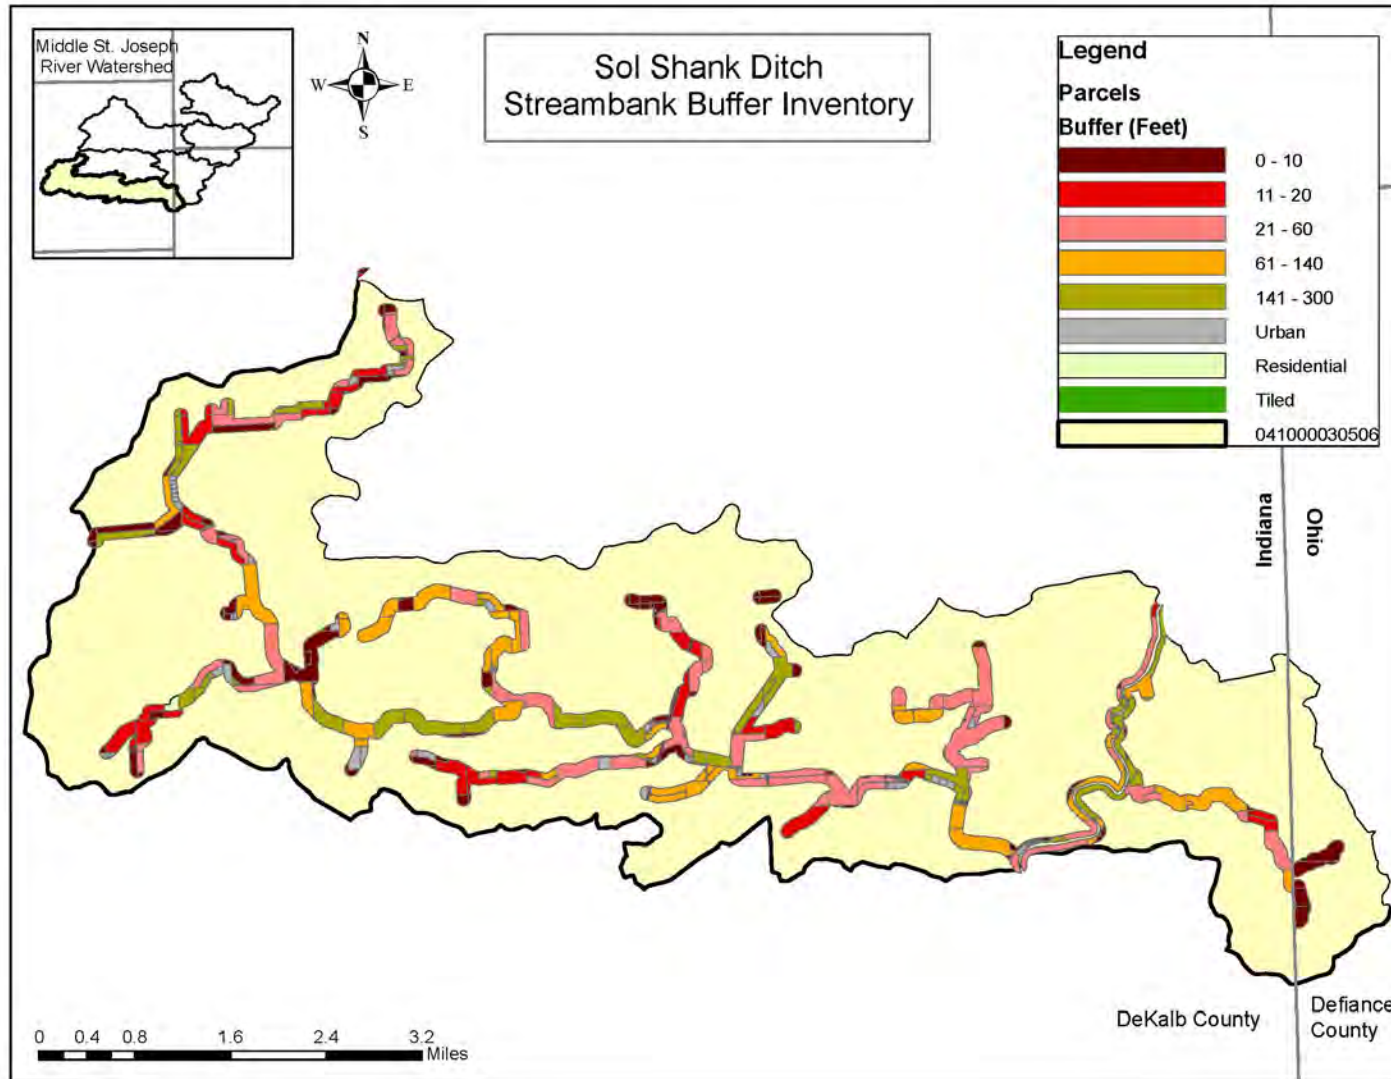 Middle St. Joseph
River Watershed
N
W
E
S
Sol Shank Ditch
Streambank Buffer Inventory
Legend
Parcels
Buffer (Feet)
0 - 10
11 - 20
21 - 60
61 - 140
141 - 300
Urban
Residential
Tiled
041000030506
Indiana
Ohio
DeKalb County
Defiance
County
0 0.4 0.8 1.6 2.4 3.2
Miles